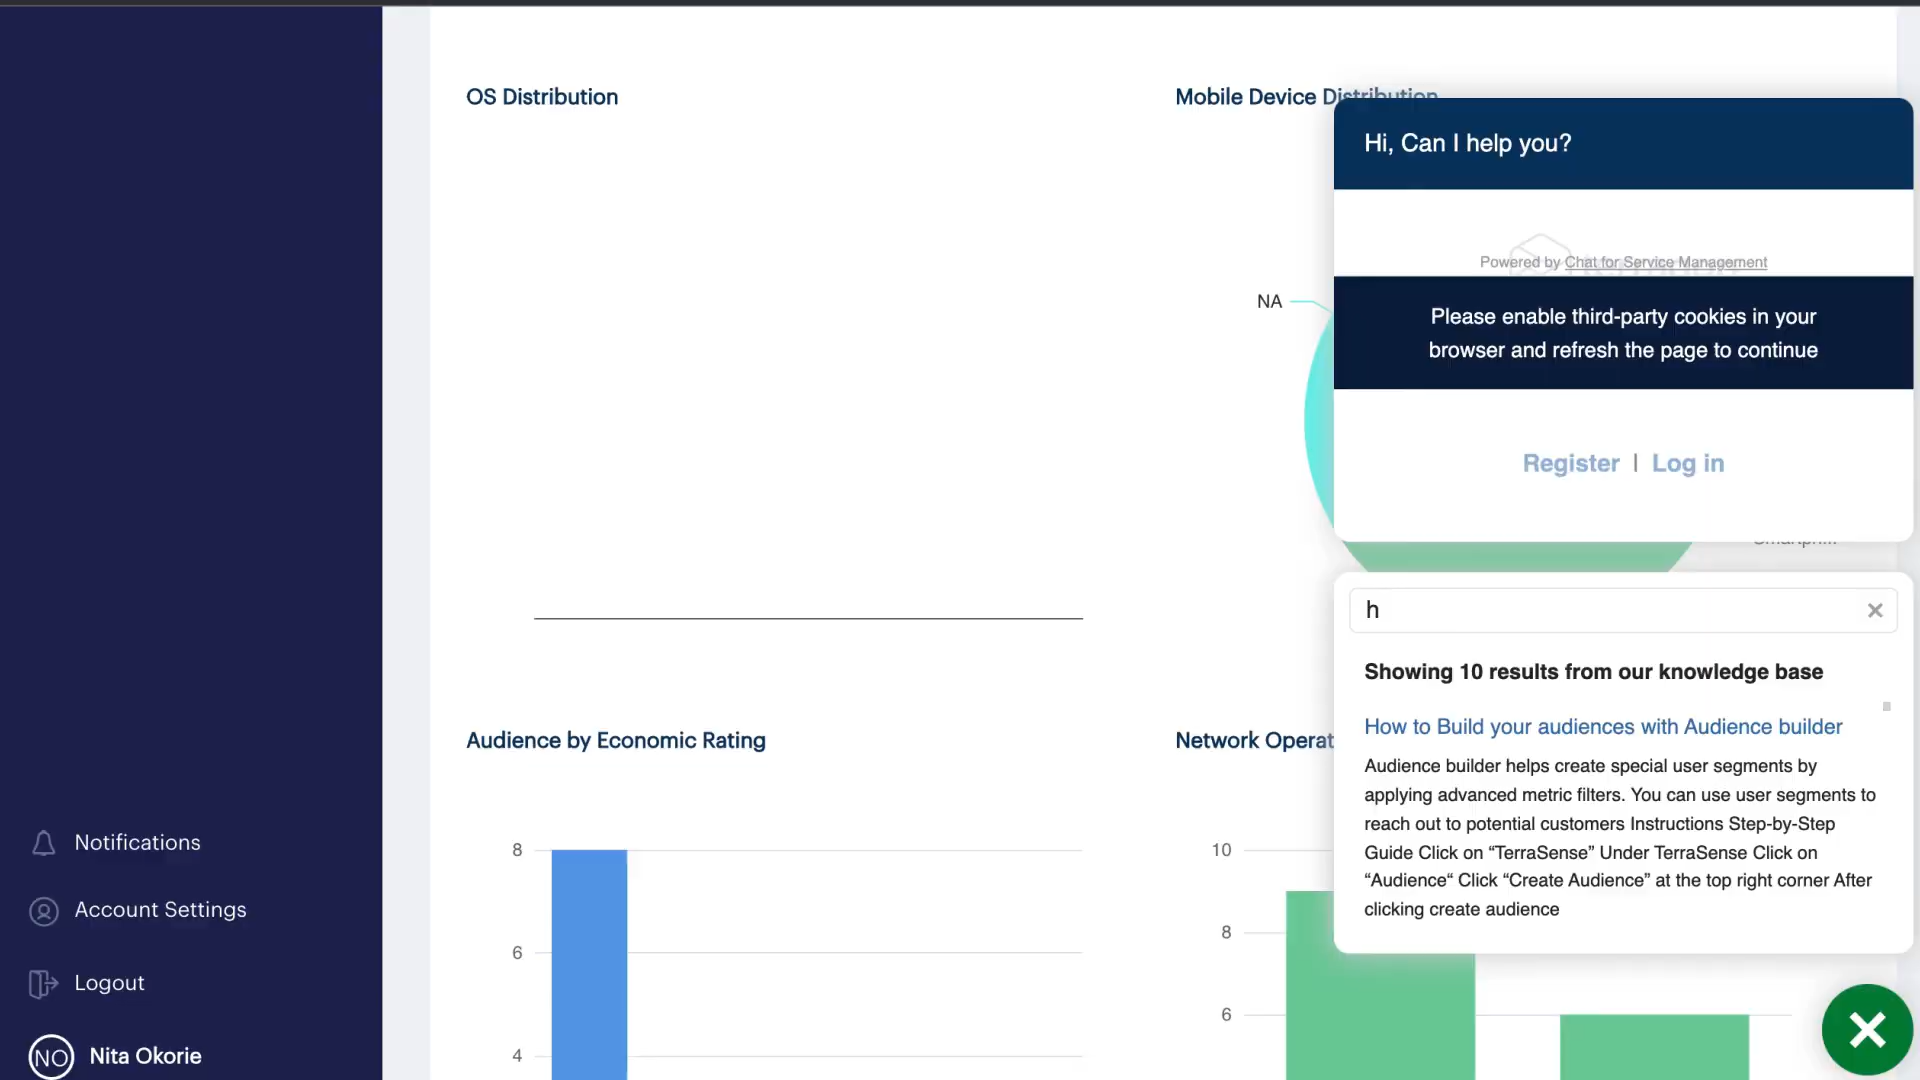 OS Distribution
Mobile Device Distribution
Hi, Can I help you?
Powered by Chat for Service Management
NA
Please enable third-party cookies in your
browser and refresh the page to continue
Register | Log in
h
Showing 10 results from our knowledge base
How to Build your audiences with Audience builder
Audience builder helps create special user segments by
applying advanced metric filters. You can use user segments to
reach out to potential customers Instructions Step-by-Step
Guide Click on “TerraSense” Under TerraSense Click on
“Audience“ Click “Create Audience” at the top right corner After
clicking create audience
Audience by Economic Rating
8
6
4
Network Operat
10
8
6
Notifications
Account Settings
Logout
NO Nita Okorie